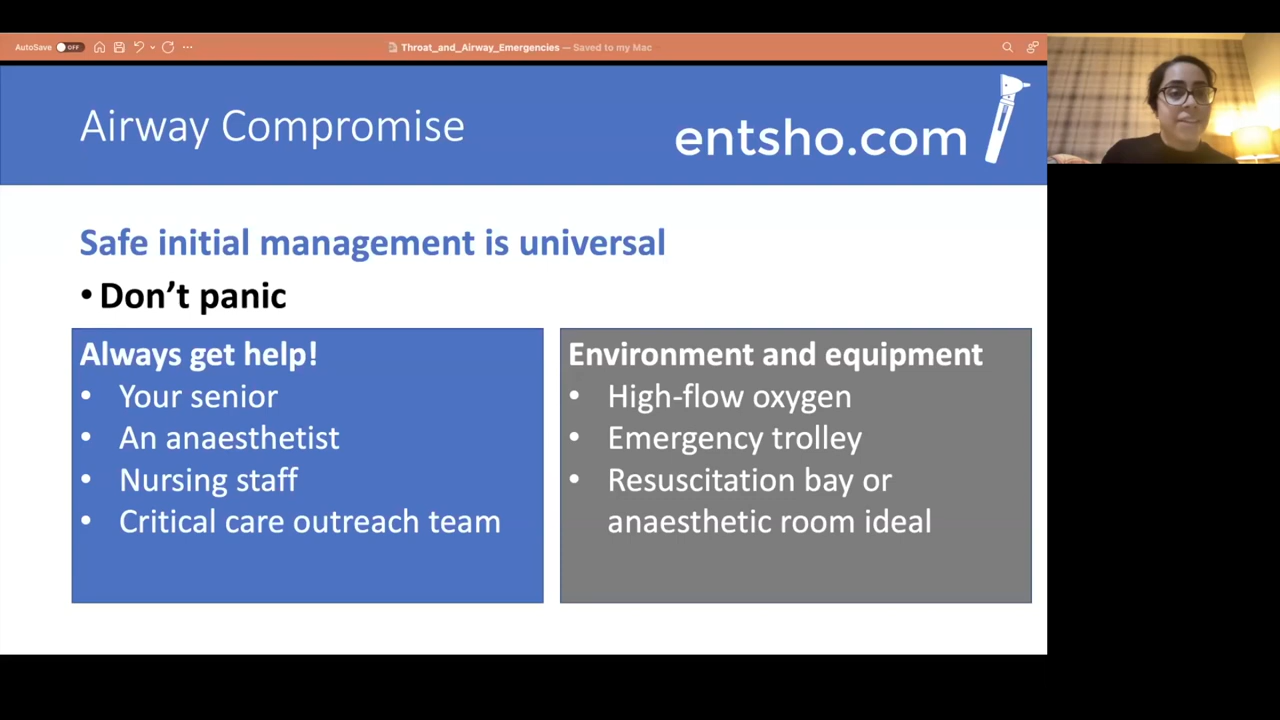 AutoSave OFF
Throat_and_Airway_Emergencies — Saved to my Mac
Airway Compromise
entsho.com
Safe initial management is universal
• Don’t panic
Always get help!
• Your senior
• An anaesthetist
• Nursing staff
• Critical care outreach team
Environment and equipment
• High-flow oxygen
• Emergency trolley
• Resuscitation bay or
anaesthetic room ideal